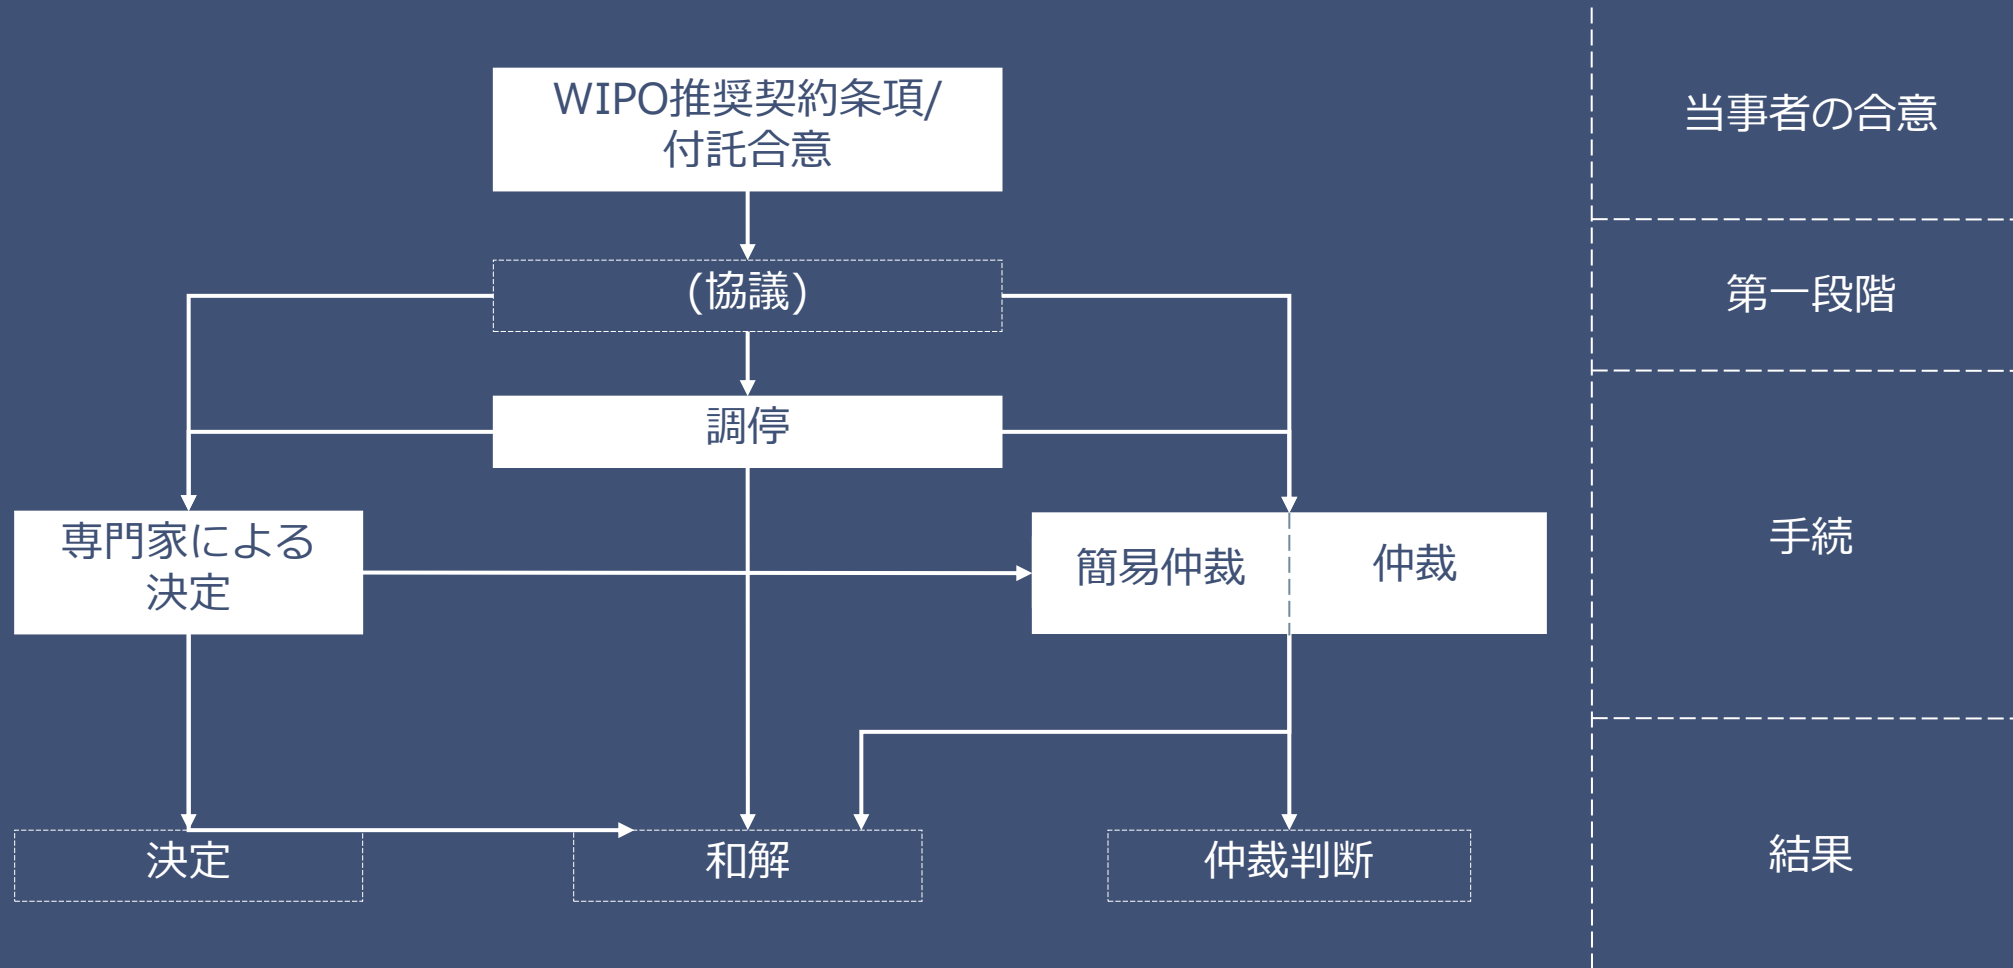 WIPO推奨契約条項/
付託合意
当事者の合意
(協議)
第一段階
調停
専門家による
決定
簡易仲裁
仲裁
手続
決定
和解
仲裁判断
結果